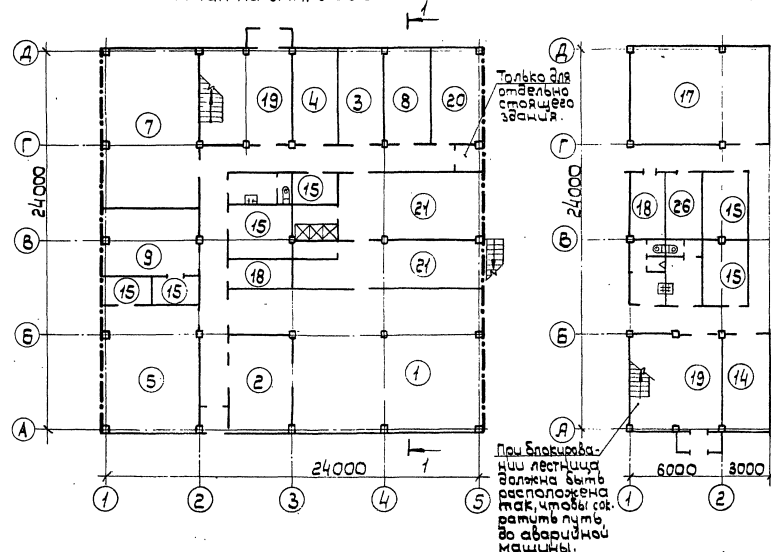 1
Д
Д
19
4
3
8
20
Только для
отдельно
стоящего
здания.
17
7
Г
Г
24000
24000
15
18
26
15
21
15
В
В
9
21
15
18
15
15
Б
Б
5
2
1
19
14
А
А
24000
1
При блокирова-
нии лестница
должна быть
расположена
так, чтобы сок-
ратить путь
до аварийной
машины.
6000
3000
1
2
3
4
5
1
2